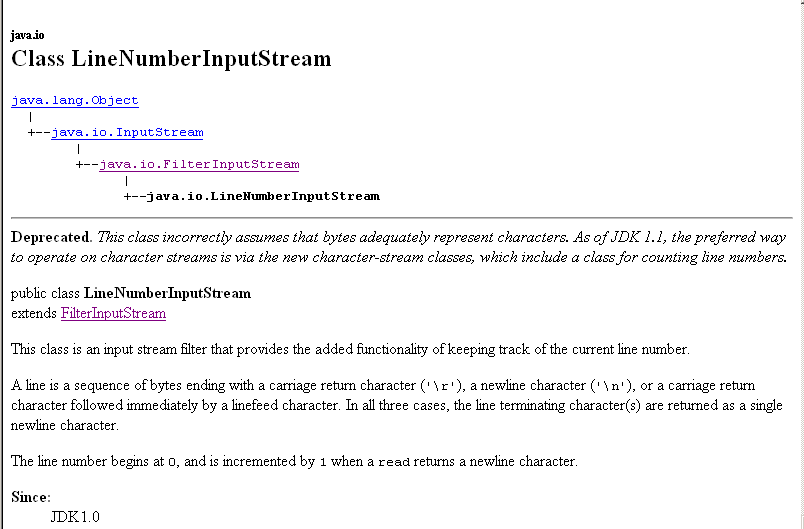 java.io
Class LineNumberInputStream
java.lang.Object
|
+--java.io.InputStream
|
+--java.io.FilterInputStream
|
+--java.io.LineNumberInputStream
Deprecated. This class incorrectly assumes that bytes adequately represent characters. As of JDK 1.1, the preferred way
to operate on character streams is via the new character-stream classes, which include a class for counting line numbers.
public class LineNumberInputStream
extends FilterInputStream
This class is an input stream filter that provides the added functionality of keeping track of the current line number.
A line is a sequence of bytes ending with a carriage return character ('\r'), a newline character ('\n'), or a carriage return
character followed immediately by a linefeed character. In all three cases, the line terminating character(s) are returned as a single
newline character.
The line number begins at 0, and is incremented by 1 when a read returns a newline character.
Since:
JDK1.0